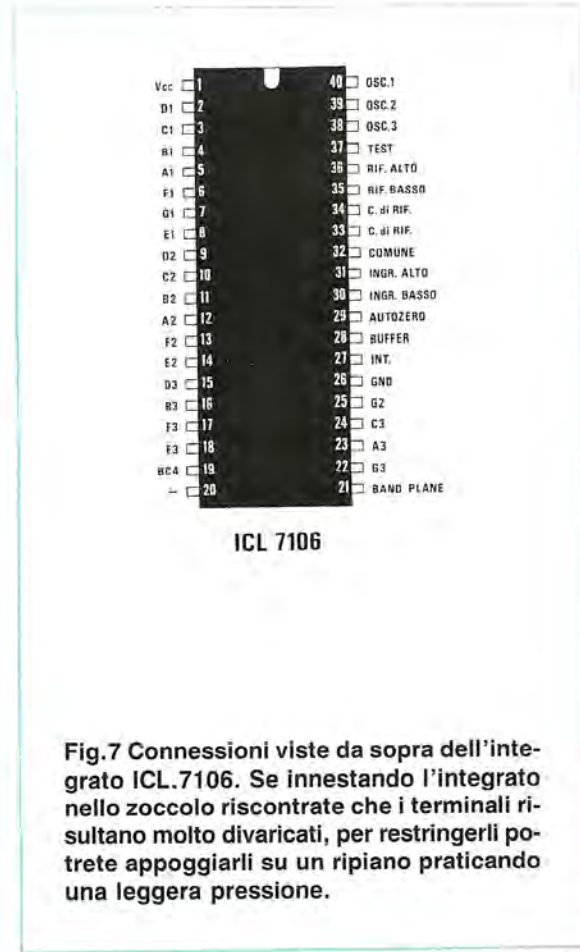 Vcc 1 40 OSC.1
D1 2 39 OSC.2
C1 3 38 OSC.3
B1 4 37 TEST
A1 5 36 RIF. ALTO
F1 6 35 RIF. BASSO
G1 7 34 C. di RIF.
E1 8 33 C. di RIF.
D2 9 32 COMUNE
C2 10 31 INGR. ALTO
B2 11 30 INGR. BASSO
A2 12 29 AUTOZERO
F2 13 28 BUFFER
E2 14 27 INT.
D3 15 26 GND
B3 16 25 G2
F3 17 24 C3
E3 18 23 A3
BC4 19 22 G3
– 20 21 BAND PLANE
ICL 7106
Fig.7 Connessioni viste da sopra dell'inte-
grato ICL.7106. Se innestando l'integrato
nello zoccolo riscontrate che i terminali ri-
sultano molto divaricati, per restringerli po-
trete appoggiarli su un ripiano praticando
una leggera pressione.